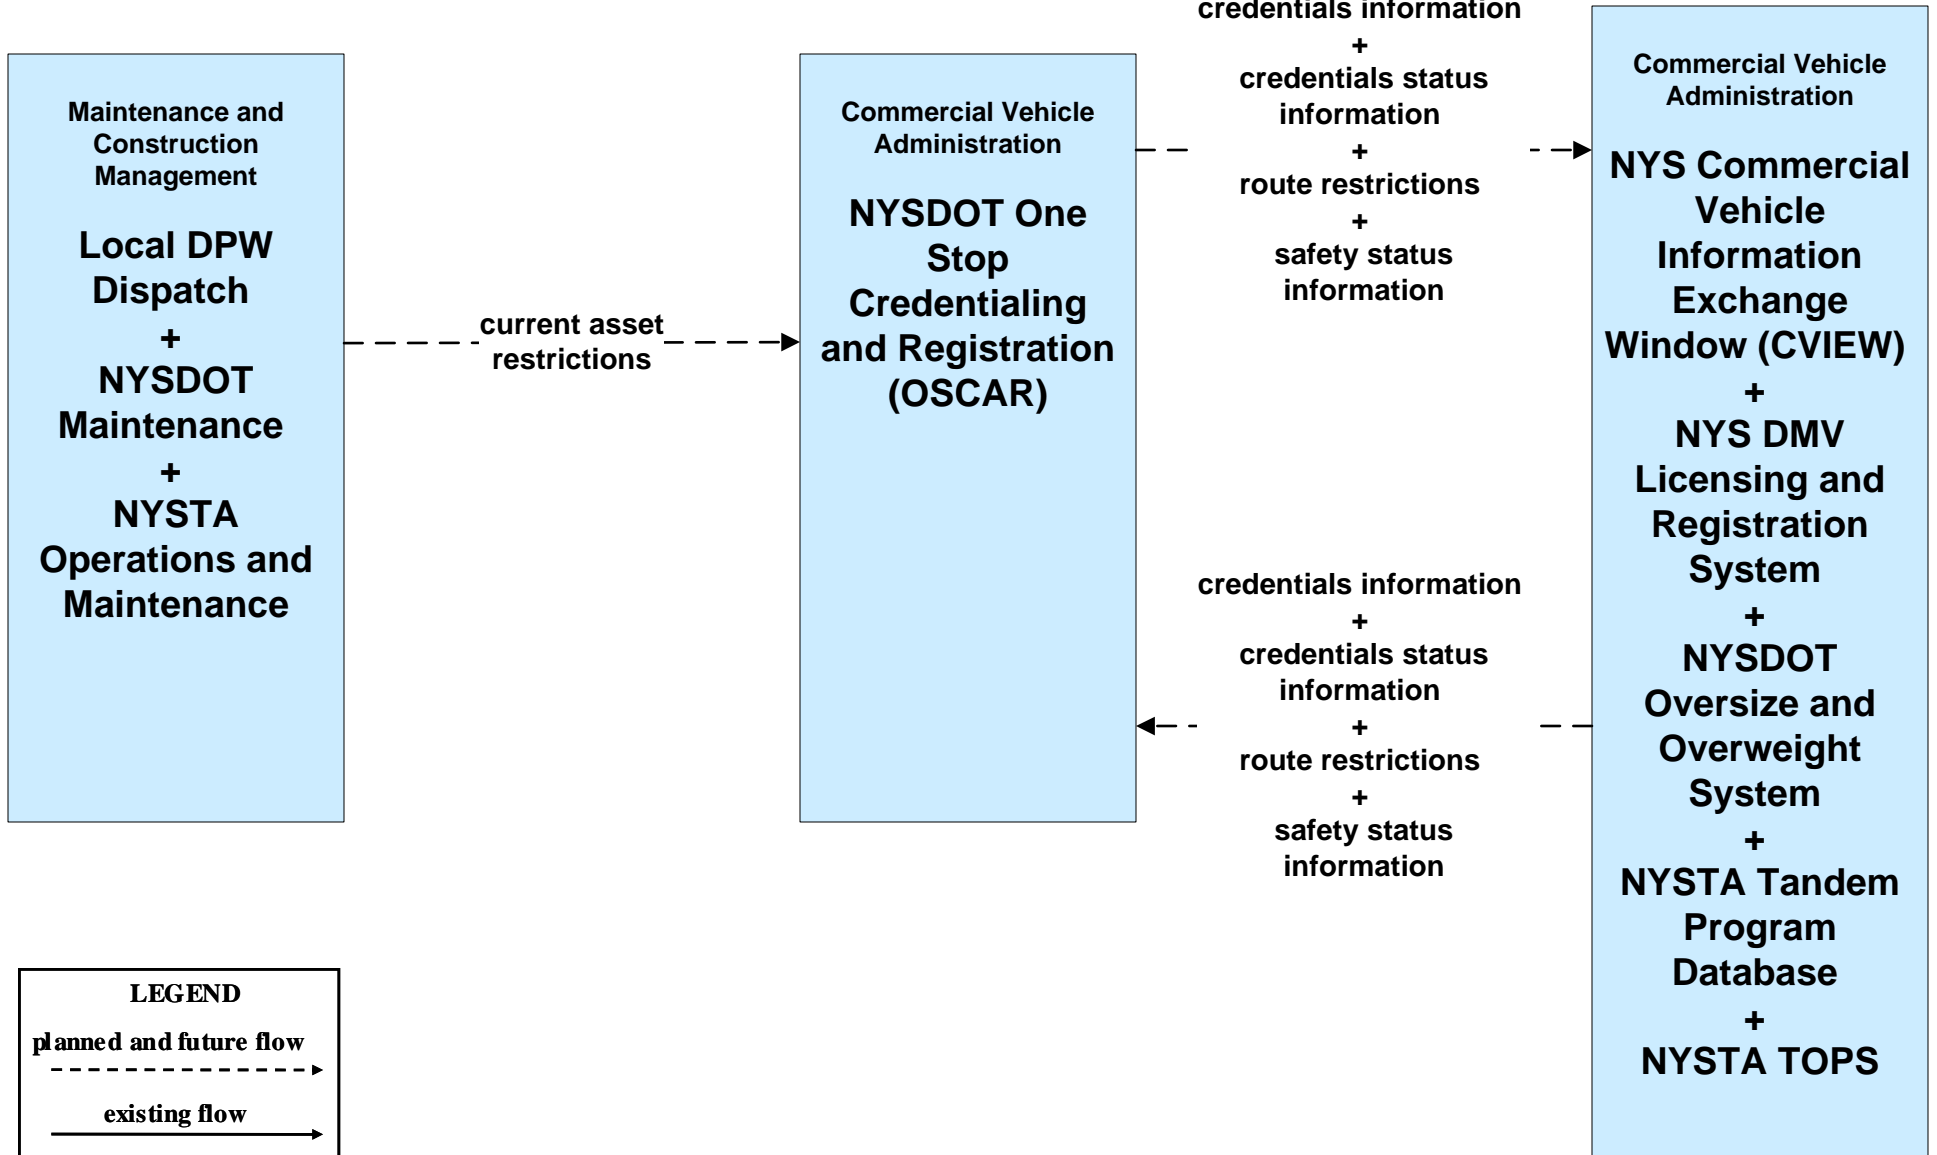 Maintenance and
Construction
Management
Local DPW
Dispatch
+
NYSDOT
Maintenance
+
NYSTA
Operations and
Maintenance
current asset
restrictions
Commercial Vehicle
Administration
NYSDOT One
Stop
Credentialing
and Registration
(OSCAR)
credentials information
+
credentials status
information
+
route restrictions
+
safety status
information
credentials information
+
credentials status
information
+
route restrictions
+
safety status
information
Commercial Vehicle
Administration
NYS Commercial
Vehicle
Information
Exchange
Window (CVIEW)
+
NYS DMV
Licensing and
Registration
System
+
NYSDOT
Oversize and
Overweight
System
+
NYSTA Tandem
Program
Database
+
NYSTA TOPS
LEGEND
planned and future flow
existing flow